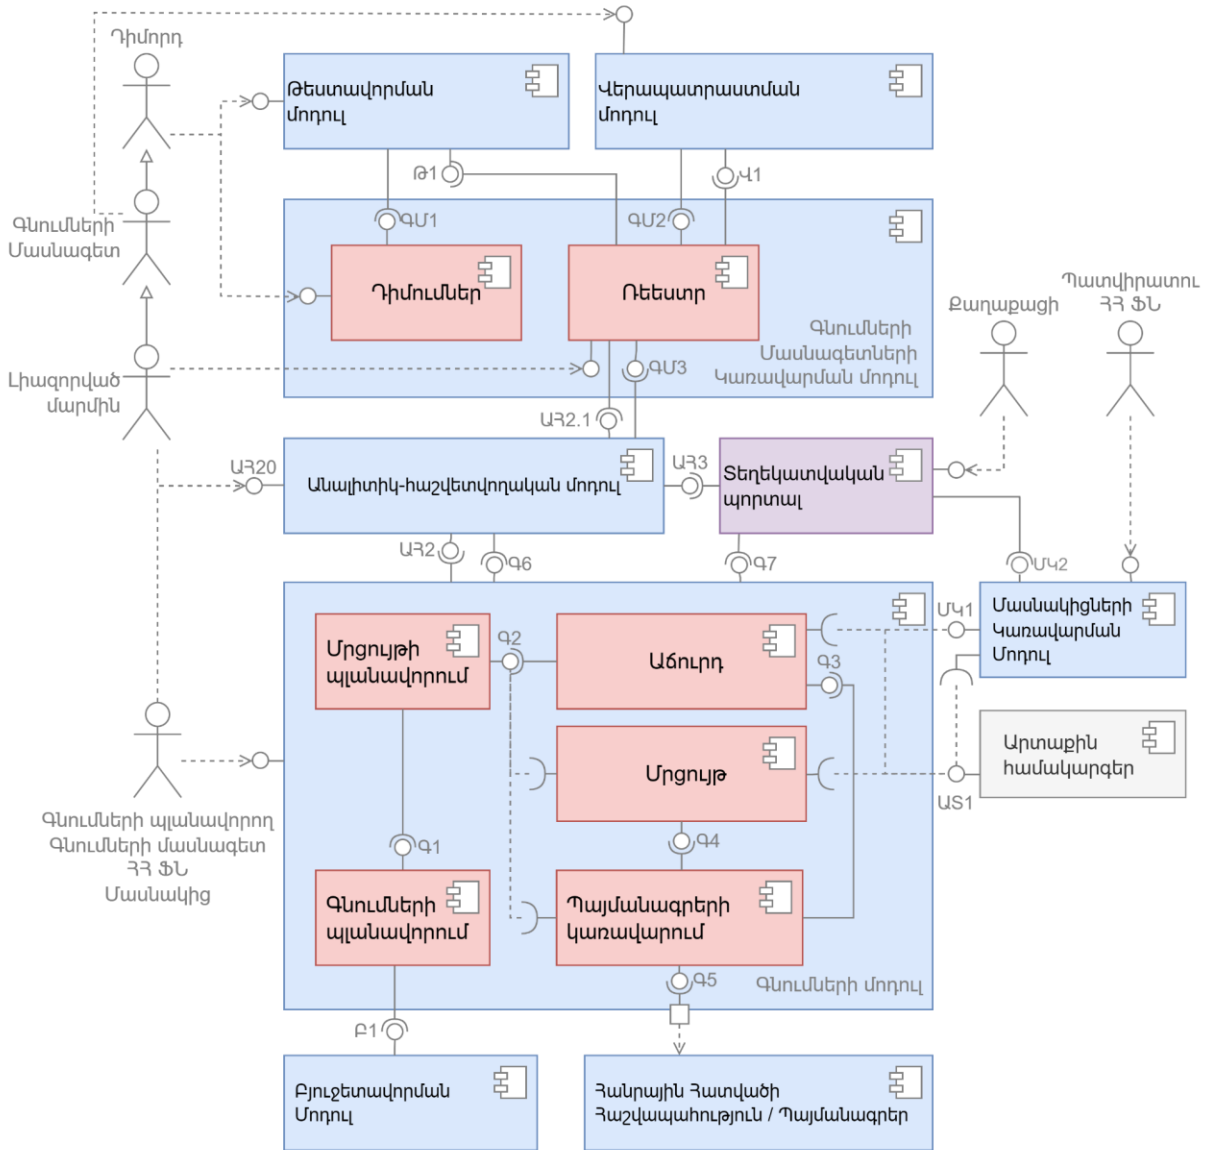 Դիմորդ
Թեստավորման
մոդուլ
Վերապատրաստման
մոդուլ
Թ1
Վ1
Գնումների
Մասնագետ
ԳՄ1
ԳՄ2
Դիմումներ
Ռեեստր
Գնումների
Մասնագետների
Կառավարման մոդուլ
Քաղաքացի
Պատվիրատու
ՀՀ ՖՆ
Լիազորված
մարմին
ԳՄ3
ԱՀ2.1
ԱՀ20
Անալիտիկ-հաշվետվողական մոդուլ
ԱՀ3
Տեղեկատվական
պորտալ
ԱՀ2
Գ6
Գ7
ՄԿ2
Մրցույթի
պլանավորում
Գ2
Աճուրդ
Գ3
ՄԿ1
Մասնակիցների
Կառավարման
Մոդուլ
Մրցույթ
Արտաքին
համակարգեր
ԱՏ1
Գնումների պլանավորող
Գնումների մասնագետ
ՀՀ ՖՆ
Մասնակից
Գ1
Գ4
Գնումների
պլանավորում
Պայմանագրերի
կառավարում
Գ5
Գնումների մոդուլ
Բ1
Բյուջետավորման
Մոդուլ
Հանրային Հատվածի
Հաշվապահություն / Պայմանագրեր